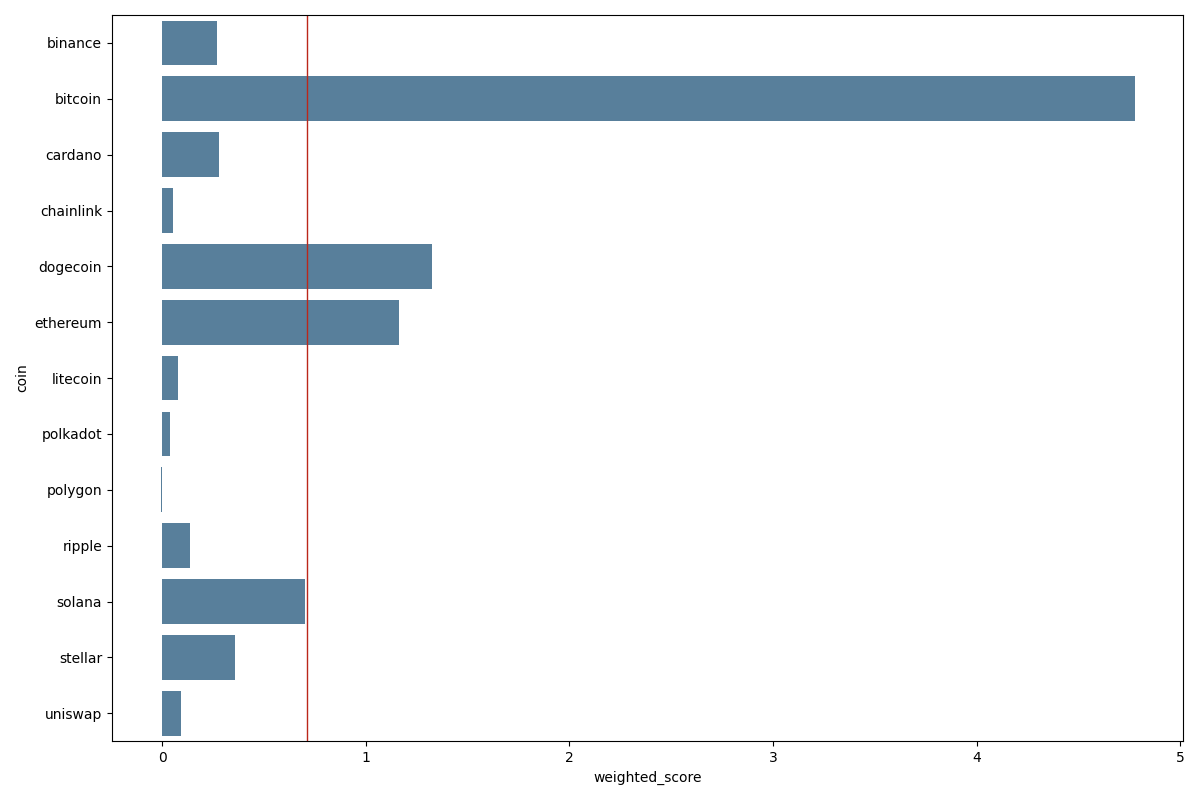 binance
bitcoin
cardano
chainlink
dogecoin
ethereum
litecoin
polkadot
polygon
ripple
solana
stellar
uniswap
coin
0 1 2 3 4 5
weighted_score